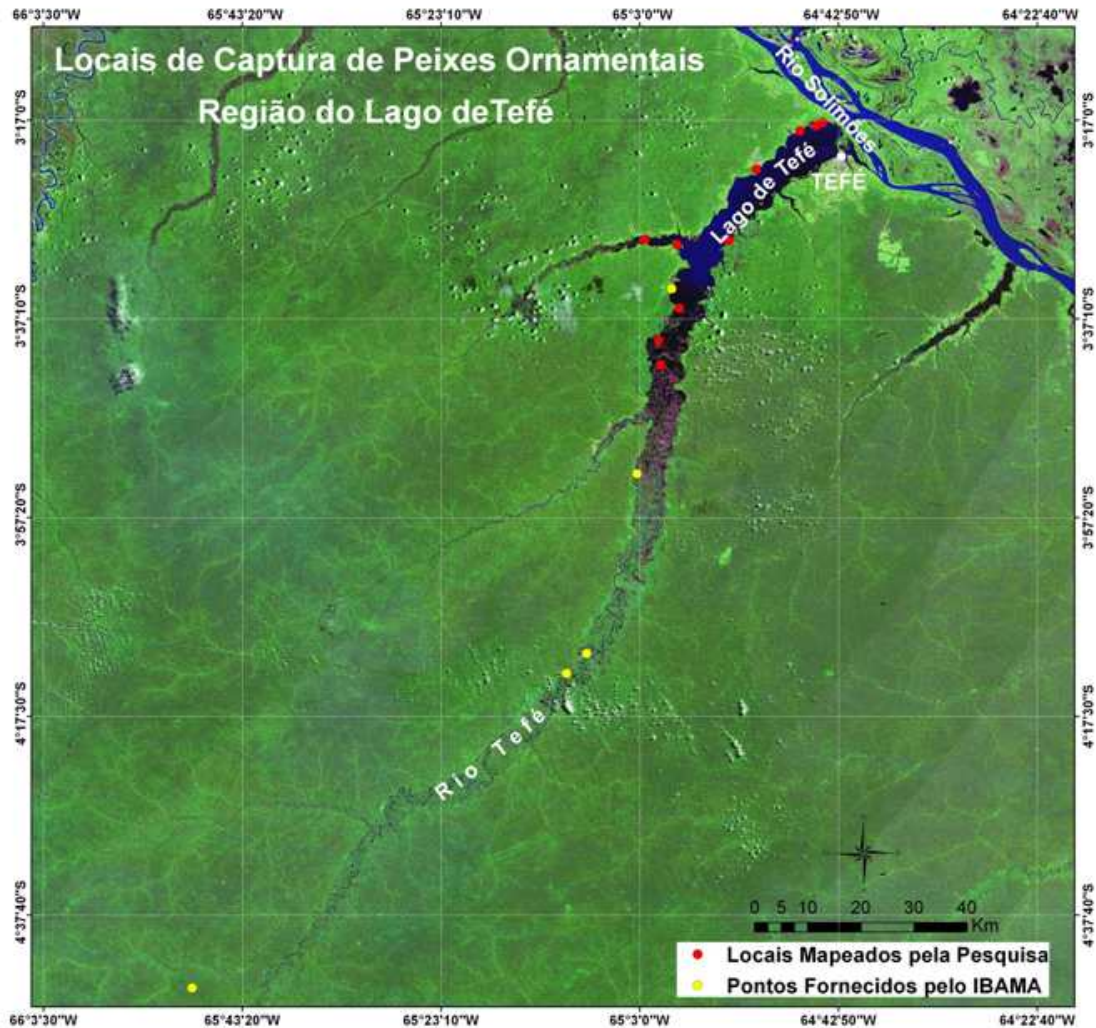 66°3'30"W 65°43'20"W 65°23'10"W 65°3'0"W 64°42'50"W 64°22'40"W
Locais de Captura de Peixes Ornamentais
Região do Lago deTefé
Rio Solimões
3°17'0"S 3°17'0"S
Lago de Tefé
TEFÉ
3°37'10"S 3°37'10"S
3°57'20"S 3°57'20"S
4°17'30"S 4°17'30"S
Rio Tefé
4°37'40"S 4°37'40"S
0 5 10 20 30 40
Km
Locais Mapeados pela Pesquisa
Pontos Fornecidos pelo IBAMA
66°3'30"W 65°43'20"W 65°23'10"W 65°3'0"W 64°42'50"W 64°22'40"W